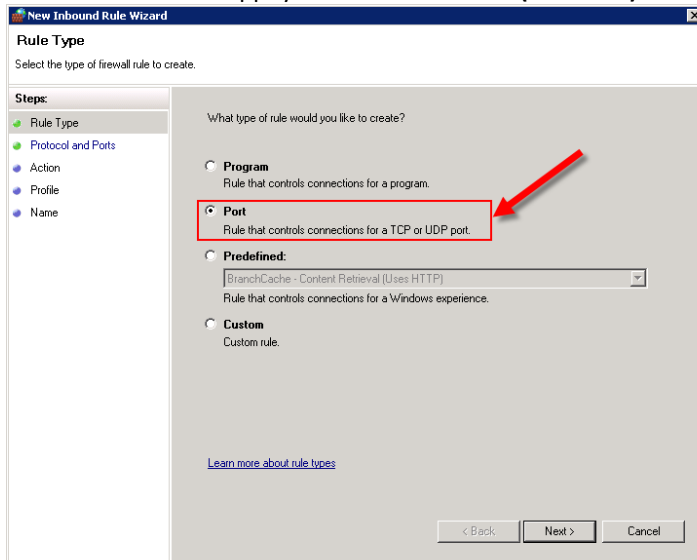 New Inbound Rule Wizard
Rule Type
Select the type of firewall rule to create.
Steps:
Rule Type
Protocol and Ports
Action
Profile
Name
What type of rule would you like to create?
Program
Rule that controls connections for a program.
Port
Rule that controls connections for a TCP or UDP port.
Predefined:
BranchCache - Content Retrieval (Uses HTTP)
Rule that controls connections for a Windows experience.
Custom
Custom rule.
Learn more about rule types
< Back
Next >
Cancel